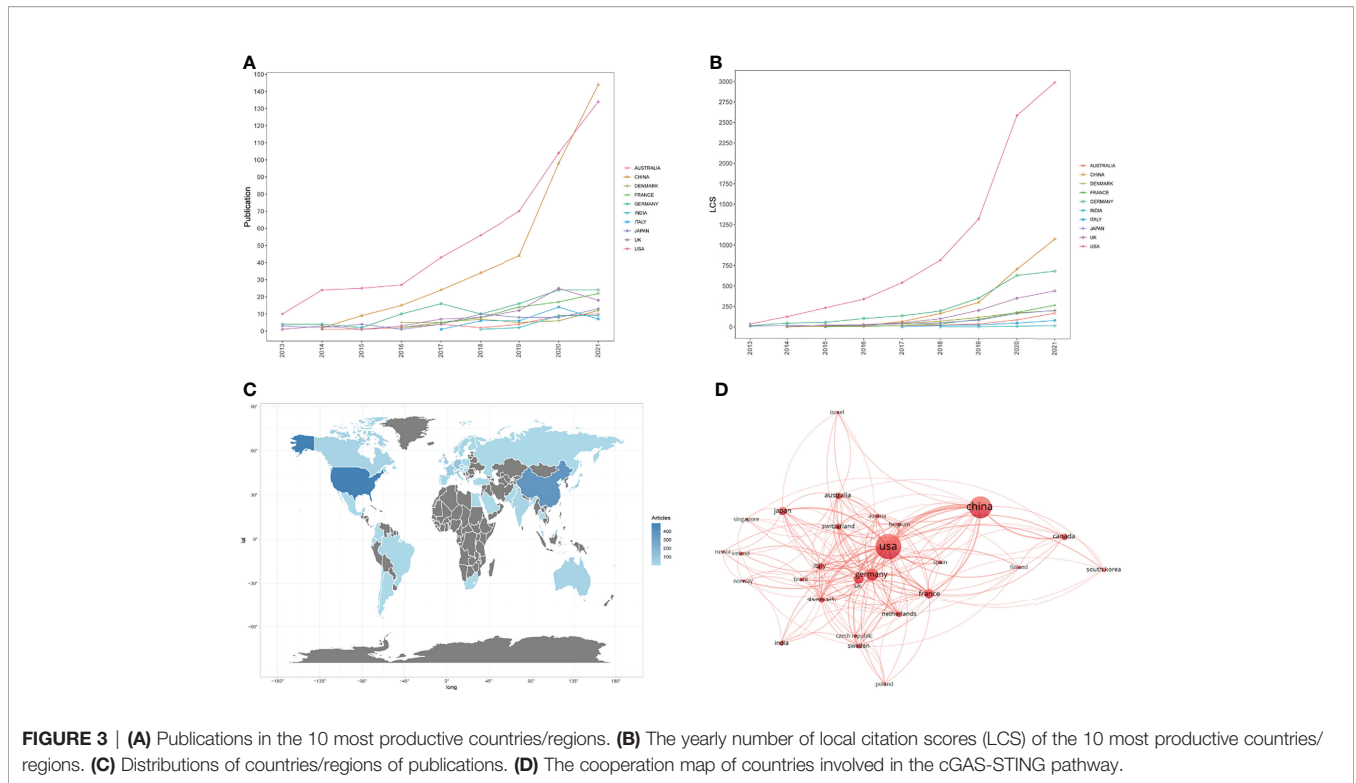 A
150
140
130
120
110
100
90
80
70
60
50
40
30
20
10
0
Publication
2013
2014
2015
2016
2017
2018
2019
2020
2021
AUSTRALIA
CHINA
DENMARK
FRANCE
GERMANY
INDIA
ITALY
JAPAN
UK
USA
B
3000
2750
2500
2250
2000
1750
1500
1250
1000
750
500
250
0
LCS
2013
2014
2015
2016
2017
2018
2019
2020
2021
AUSTRALIA
CHINA
DENMARK
FRANCE
GERMANY
INDIA
ITALY
JAPAN
UK
USA
C
90°
60°
30°
0°
−30°
−60°
lat
−180°
−135°
−90°
−45°
0°
45°
90°
135°
180°
long
Articles
500
400
300
200
100
D
israel
australia
japan
singapore
switzerland
austria
belgium
china
usa
canada
south korea
russia
ireland
norway
italy
brazil
germany
uk
spain
finland
denmark
france
netherlands
india
czech republic
sweden
poland
FIGURE 3 | (A) Publications in the 10 most productive countries/regions. (B) The yearly number of local citation scores (LCS) of the 10 most productive countries/
regions. (C) Distributions of countries/regions of publications. (D) The cooperation map of countries involved in the cGAS-STING pathway.